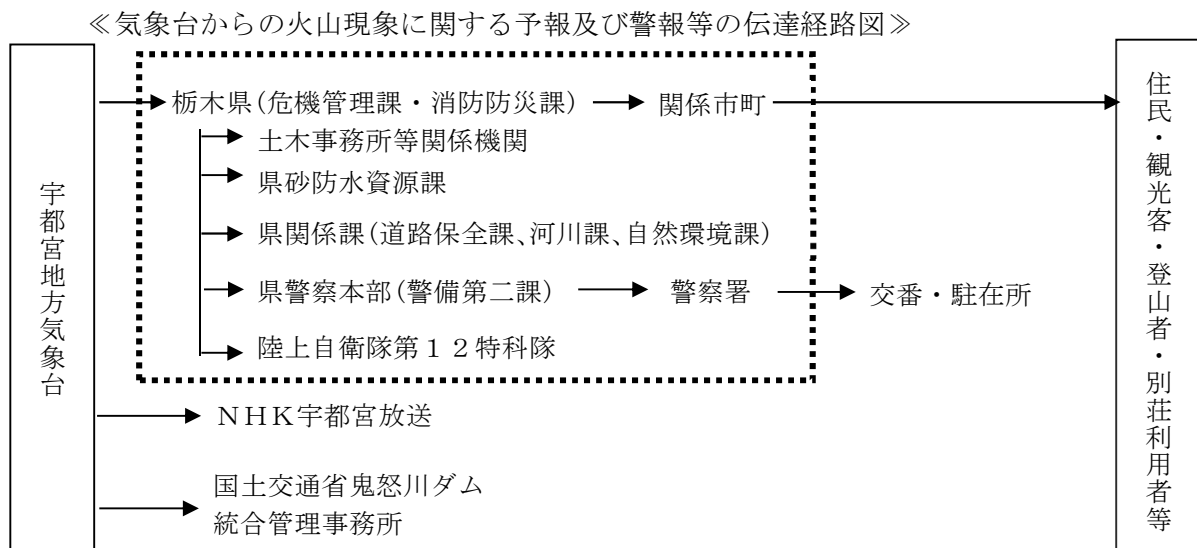 ≪気象台からの火山現象に関する予報及び警報等の伝達経路図≫
宇都宮地方気象台
栃木県(危機管理課・消防防災課)
関係市町
土木事務所等関係機関
県砂防水資源課
県関係課(道路保全課、河川課、自然環境課)
県警察本部(警備第二課)
警察署
交番・駐在所
陸上自衛隊第12特科隊
NHK宇都宮放送
国土交通省鬼怒川ダム
統合管理事務所
住民・観光客・登山者・別荘利用者等